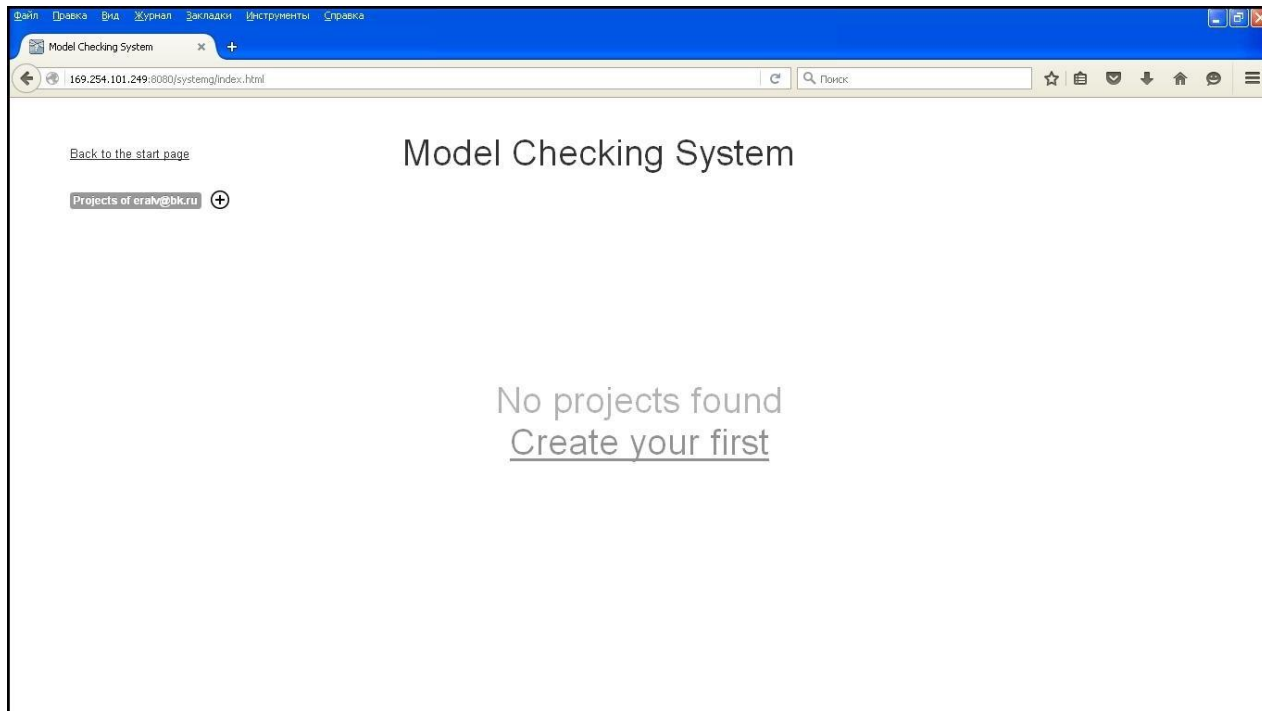 Файл Правка Вид Журнал Закладки Инструменты Справка
Model Checking System
169.254.101.249:8080/systemg/index.html
Поиск
Back to the start page
Model Checking System
Projects of eralv@bk.ru
No projects found
Create your first